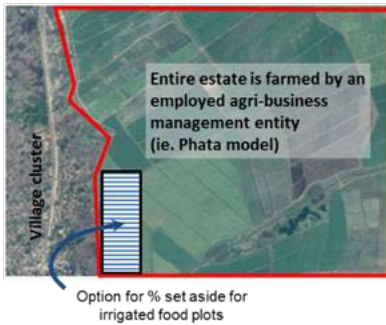 Entire estate is farmed by an
employed agri-business
management entity
(ie. Phata model)
Village cluster
Option for % set aside for
irrigated food plots